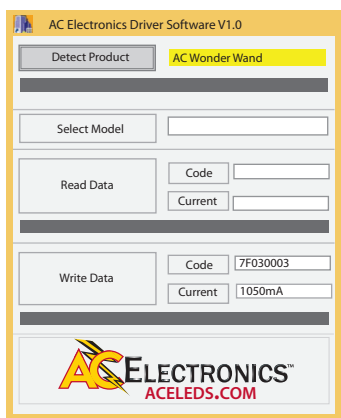 AC Electronics Driver Software V1.0
Detect Product AC Wonder Wand
Select Model
Read Data
Code
Current
Write Data
Code 7F030003
Current 1050mA
AC ELECTRONICS™
ACELEDS.COM